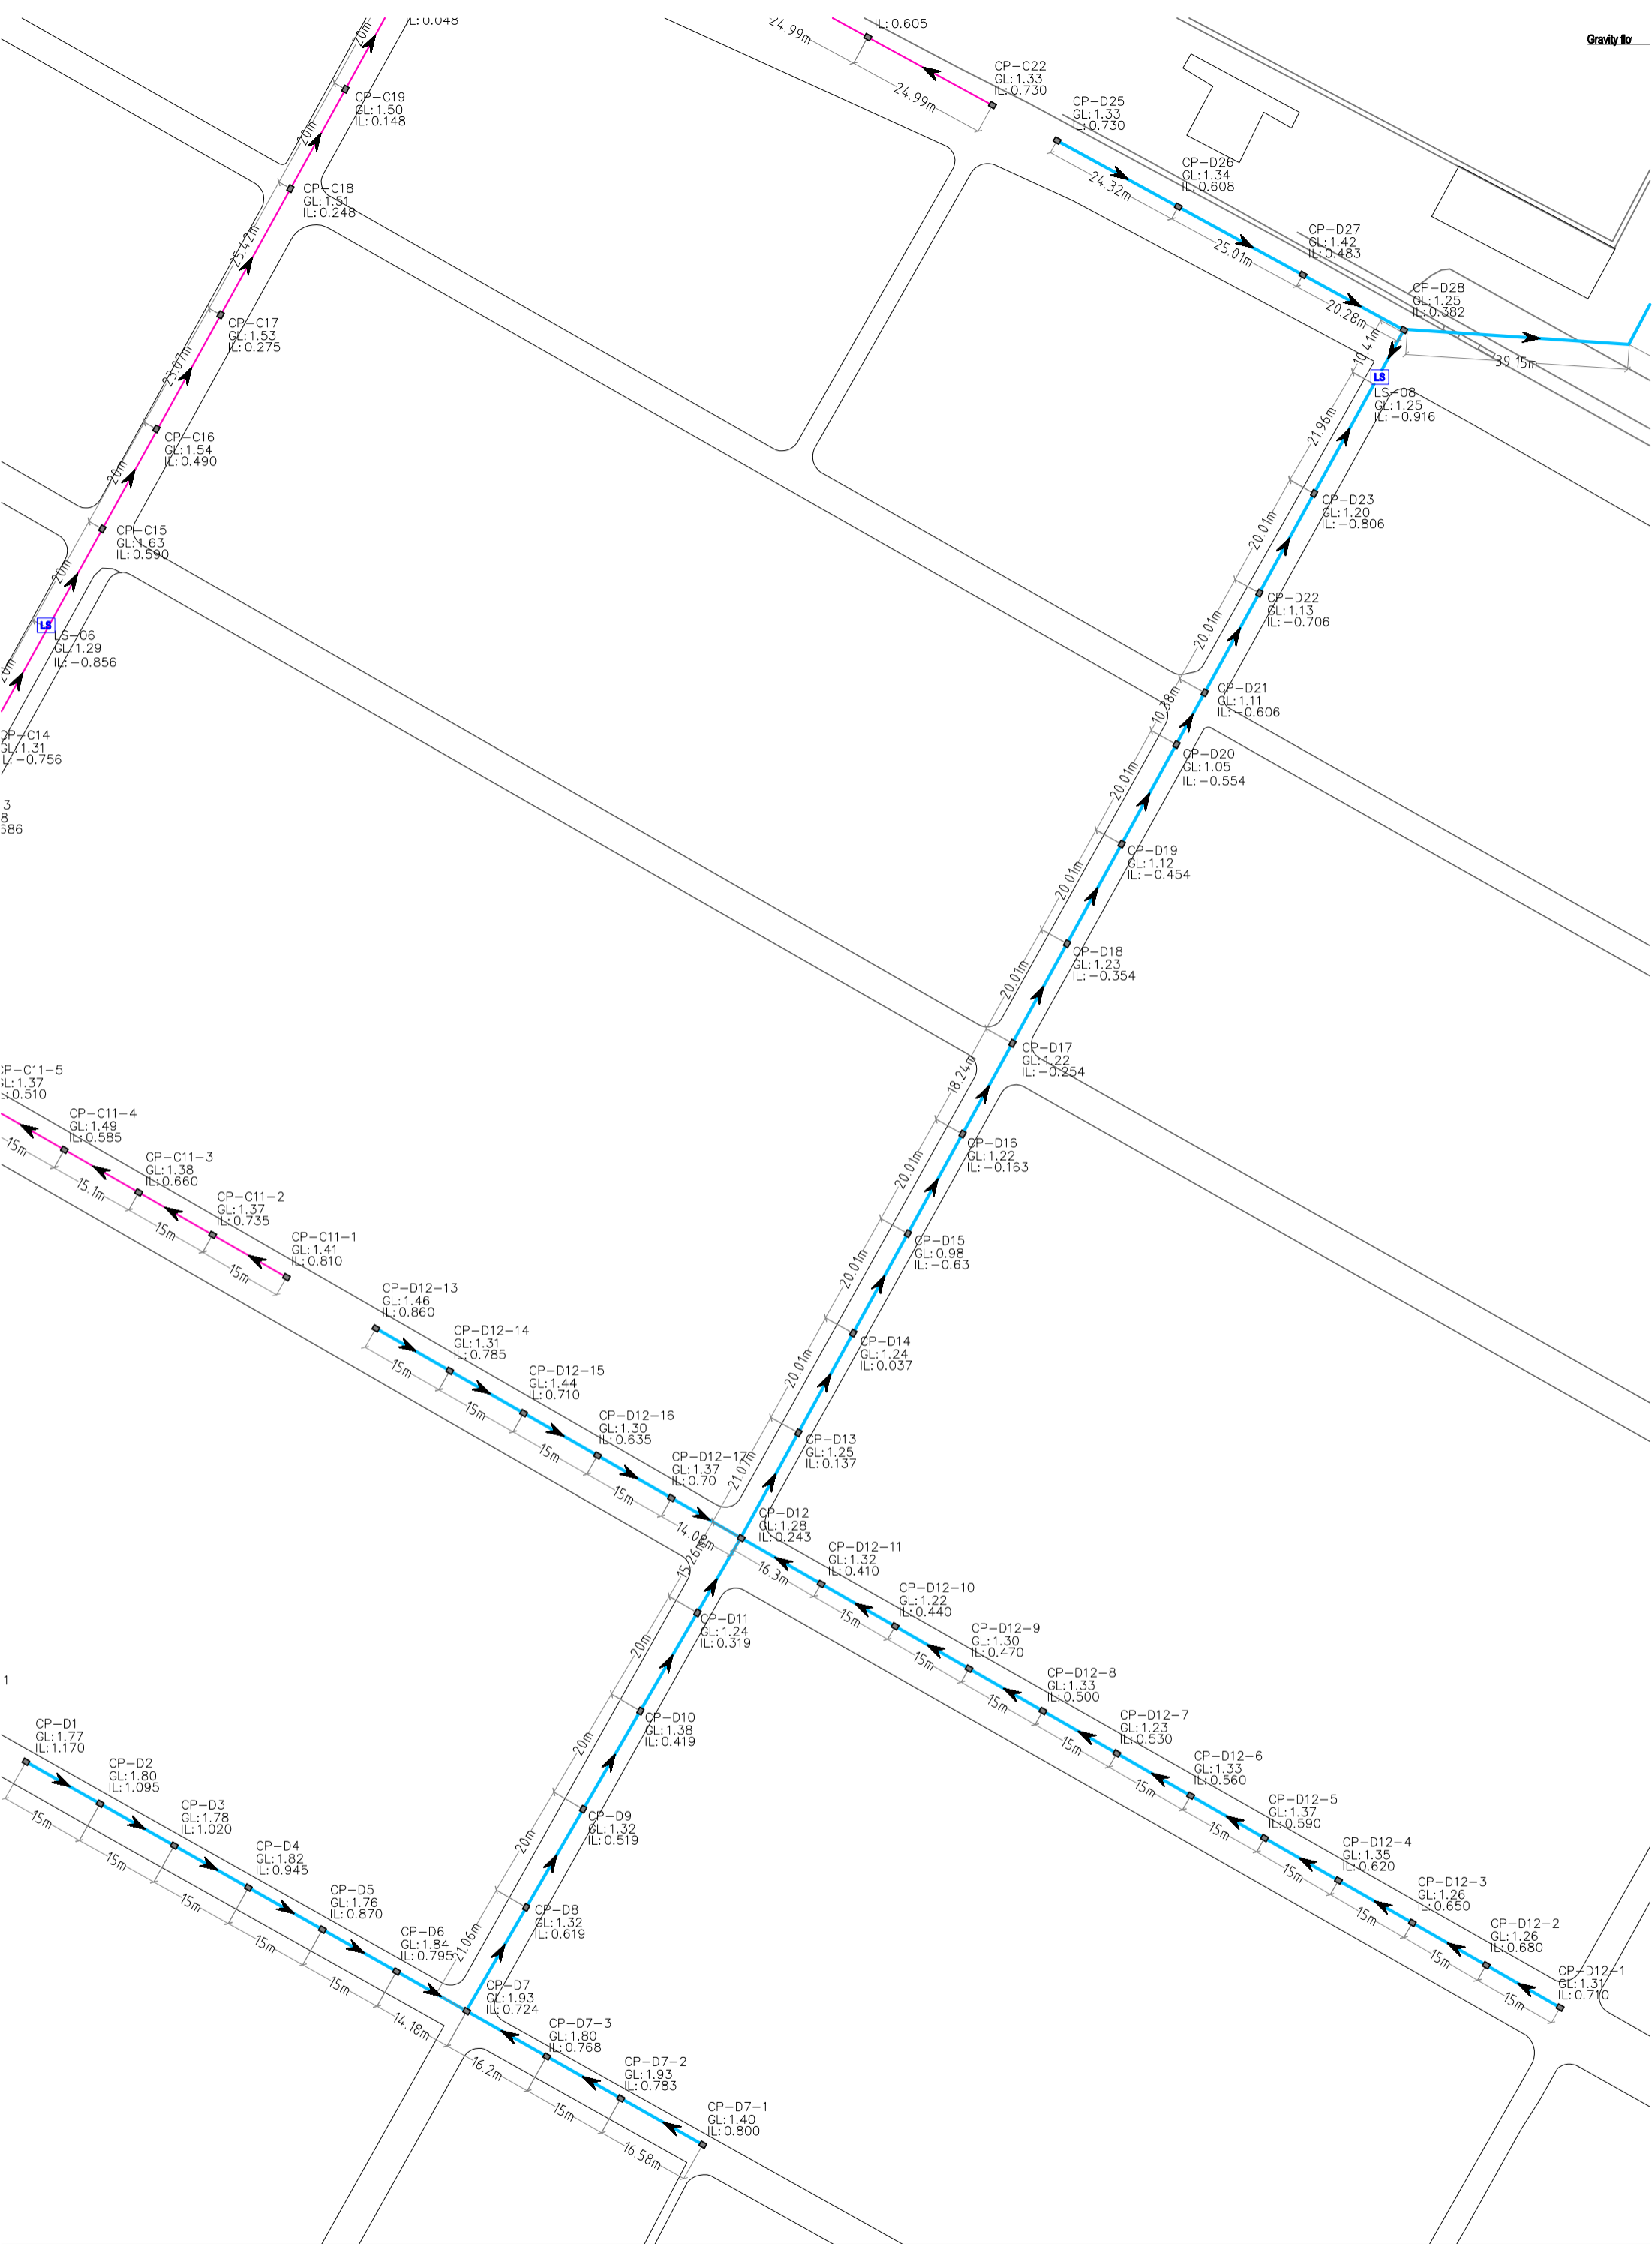 IL: 0.048
20m
24.99m
IL: 0.605
Gravity flo
CP-C22
GL: 1.33
IL: 0.730
24.99m
CP-C19
GL: 1.50
IL: 0.148
20m
CP-D25
GL: 1.33
IL: 0.730
CP-D26
GL: 1.34
IL: 0.608
24.32m
CP-C18
GL: 1.51
IL: 0.248
25.42m
CP-D27
GL: 1.42
IL: 0.483
25.01m
CP-D28
GL: 1.25
IL: 0.382
20.28m
10.41m
39.15m
CP-C17
GL: 1.53
IL: 0.275
23.07m
LS
LS-08
GL: 1.25
IL: -0.916
21.96m
CP-C16
GL: 1.54
IL: 0.490
20m
CP-D23
GL: 1.20
IL: -0.806
20.01m
CP-C15
GL: 1.63
IL: 0.590
20m
CP-D22
GL: 1.13
IL: -0.706
20.01m
LS
LS-06
GL: 1.29
IL: -0.856
20m
CP-D21
GL: 1.11
IL: -0.606
10.38m
P-C14
GL: 1.31
IL: -0.756
CP-D20
GL: 1.05
IL: -0.554
20.01m
3
8
586
CP-D19
GL: 1.12
IL: -0.454
20.01m
CP-D18
GL: 1.23
IL: -0.354
20.01m
CP-D17
GL: 1.22
IL: -0.254
18.24m
CP-C11-5
GL: 1.37
IL: 0.510
CP-C11-4
GL: 1.49
IL: 0.585
15m
CP-D16
GL: 1.22
IL: -0.163
20.01m
CP-C11-3
GL: 1.38
IL: 0.660
15.1m
CP-C11-2
GL: 1.37
IL: 0.735
15m
CP-C11-1
GL: 1.41
IL: 0.810
15m
CP-D15
GL: 0.98
IL: -0.63
20.01m
CP-D12-13
GL: 1.46
IL: 0.860
CP-D12-14
GL: 1.31
IL: 0.785
15m
CP-D14
GL: 1.24
IL: 0.037
20.01m
CP-D12-15
GL: 1.44
IL: 0.710
15m
CP-D12-16
GL: 1.30
IL: 0.635
15m
CP-D13
GL: 1.25
IL: 0.137
21.07m
CP-D12-17
GL: 1.37
IL: 0.70
15m
CP-D12
GL: 1.28
IL: 0.243
14.08m
15.26m
16.3m
CP-D12-11
GL: 1.32
IL: 0.410
15m
CP-D12-10
GL: 1.22
IL: 0.440
15m
CP-D11
GL: 1.24
IL: 0.319
20m
CP-D12-9
GL: 1.30
IL: 0.470
15m
CP-D12-8
GL: 1.33
IL: 0.500
15m
1
CP-D10
GL: 1.38
IL: 0.419
20m
CP-D12-7
GL: 1.23
IL: 0.530
15m
CP-D1
GL: 1.77
IL: 1.170
CP-D12-6
GL: 1.33
IL: 0.560
15m
CP-D2
GL: 1.80
IL: 1.095
15m
CP-D9
GL: 1.32
IL: 0.519
20m
CP-D12-5
GL: 1.37
IL: 0.590
15m
CP-D3
GL: 1.78
IL: 1.020
15m
CP-D12-4
GL: 1.35
IL: 0.620
15m
CP-D4
GL: 1.82
IL: 0.945
15m
CP-D12-3
GL: 1.26
IL: 0.650
15m
CP-D5
GL: 1.76
IL: 0.870
15m
CP-D8
GL: 1.32
IL: 0.619
21.06m
CP-D12-2
GL: 1.26
IL: 0.680
15m
CP-D6
GL: 1.84
IL: 0.795
15m
CP-D12-1
GL: 1.31
IL: 0.710
CP-D7
GL: 1.93
IL: 0.724
14.18m
CP-D7-3
GL: 1.80
IL: 0.768
16.2m
CP-D7-2
GL: 1.93
IL: 0.783
15m
CP-D7-1
GL: 1.40
IL: 0.800
16.58m